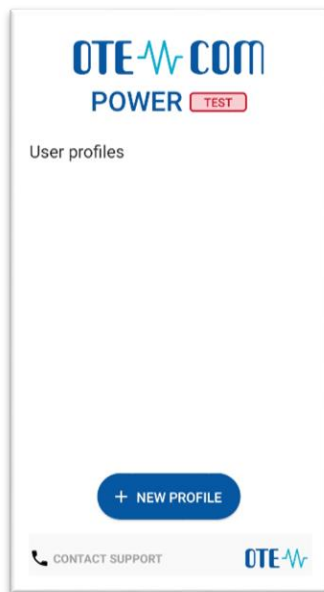 OTE COM
POWER TEST
User profiles
+ NEW PROFILE
CONTACT SUPPORT OTE